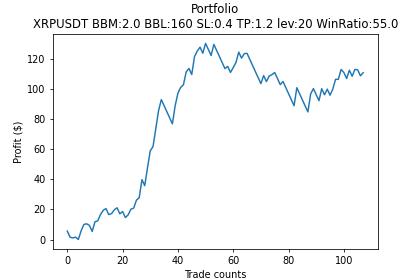 Portfolio
XRPUSDT BBM:2.0 BBL:160 SL:0.4 TP:1.2 lev:20 WinRatio:55.0
Profit ($)
120
100
80
60
40
20
0
0 20 40 60 80 100
Trade counts